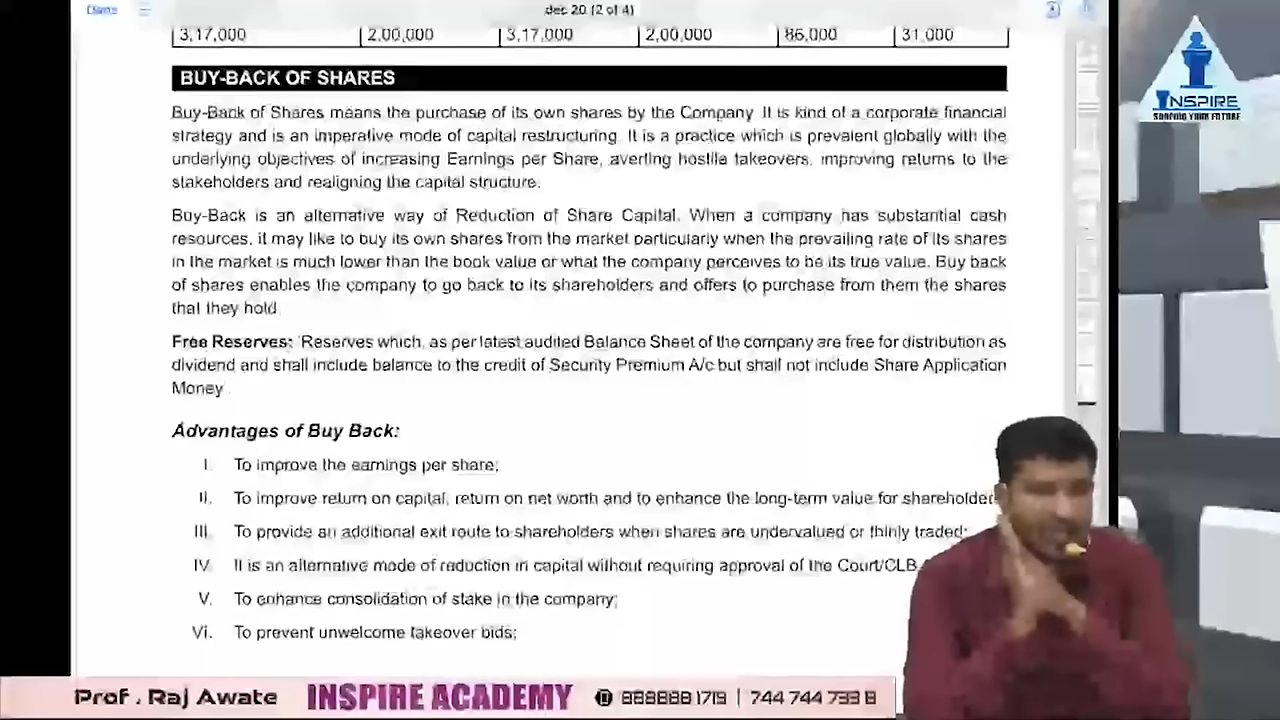 Done
dec 20 (2 of 4)
3,17,000 2,00,000 3,17,000 2,00,000 86,000 31,000
BUY-BACK OF SHARES
Buy-Back of Shares means the purchase of its own shares by the Company. It is kind of a corporate financial
strategy and is an imperative mode of capital restructuring. It is a practice which is prevalent globally with the
underlying objectives of increasing Earnings per Share, averting hostile takeovers, improving returns to the
stakeholders and realigning the capital structure.
Buy-Back is an alternative way of Reduction of Share Capital. When a company has substantial cash
resources, it may like to buy its own shares from the market particularly when the prevailing rate of its shares
in the market is much lower than the book value or what the company perceives to be its true value. Buy back
of shares enables the company to go back to its shareholders and offers to purchase from them the shares
that they hold.
Free Reserves: 'Reserves which, as per latest audited Balance Sheet of the company are free for distribution as
dividend and shall include balance to the credit of Security Premium A/c but shall not include Share Application
Money'.
Advantages of Buy Back:
I. To improve the earnings per share;
II. To improve return on capital, return on net worth and to enhance the long-term value for shareholder
III. To provide an additional exit route to shareholders when shares are undervalued or thinly traded;
IV. It is an alternative mode of reduction in capital without requiring approval of the Court/CLB
V. To enhance consolidation of stake in the company;
VI. To prevent unwelcome takeover bids;
INSPIRE
SHAPING YOUR FUTURE
Prof. Raj Awate INSPIRE ACADEMY 888888 1719 | 744 744 733 8